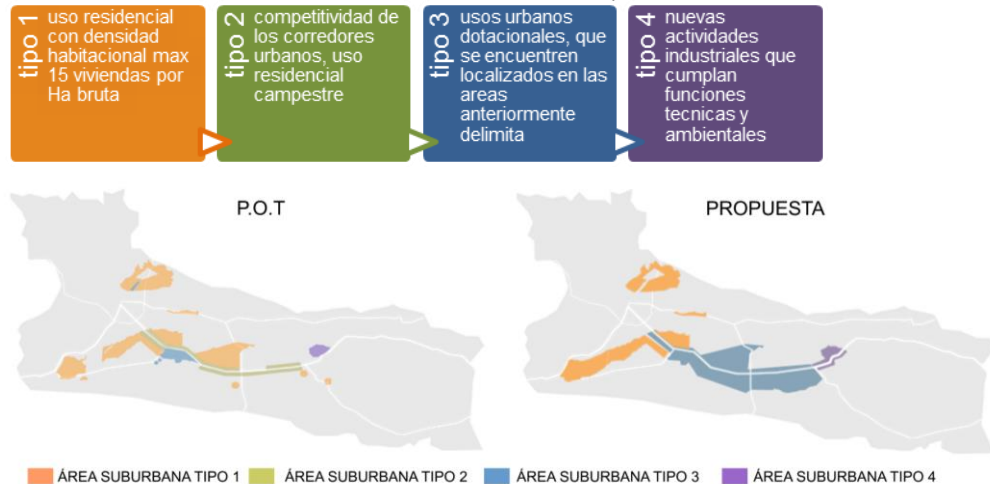 tipo 1
uso residencial
con densidad
habitacional max
15 viviendas por
Ha bruta
tipo 2
competitividad de
los corredores
urbanos, uso
residencial
campestre
tipo 3
usos urbanos
dotacionales, que
se encuentren
localizados en las
areas
anteriormente
delimita
tipo 4
nuevas
actividades
industriales que
cumplan
funciones
tecnicas y
ambientales
P.O.T
PROPUESTA
ÁREA SUBURBANA TIPO 1
ÁREA SUBURBANA TIPO 2
ÁREA SUBURBANA TIPO 3
ÁREA SUBURBANA TIPO 4